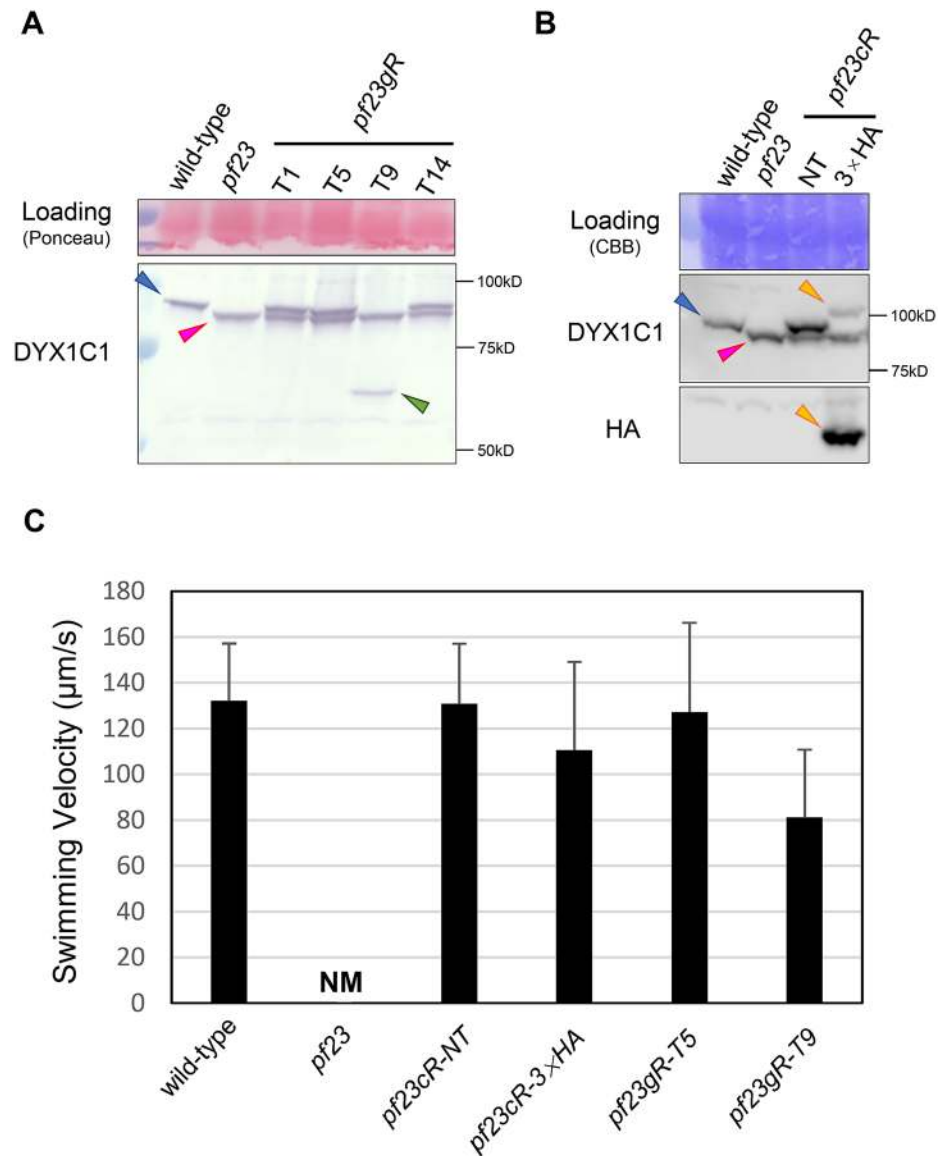 A
pf23gR
wild-type
pf23
T1
T5
T9
T14
Loading
(Ponceau)
100kD
DYX1C1
75kD
50kD
B
pf23cR
wild-type
pf23
NT
3×HA
Loading
(CBB)
DYX1C1
100kD
75kD
HA
C
Swimming Velocity (μm/s)
180
160
140
120
100
80
60
40
20
0
NM
wild-type
pf23
pf23cR-NT
pf23cR-3×HA
pf23gR-T5
pf23gR-T9